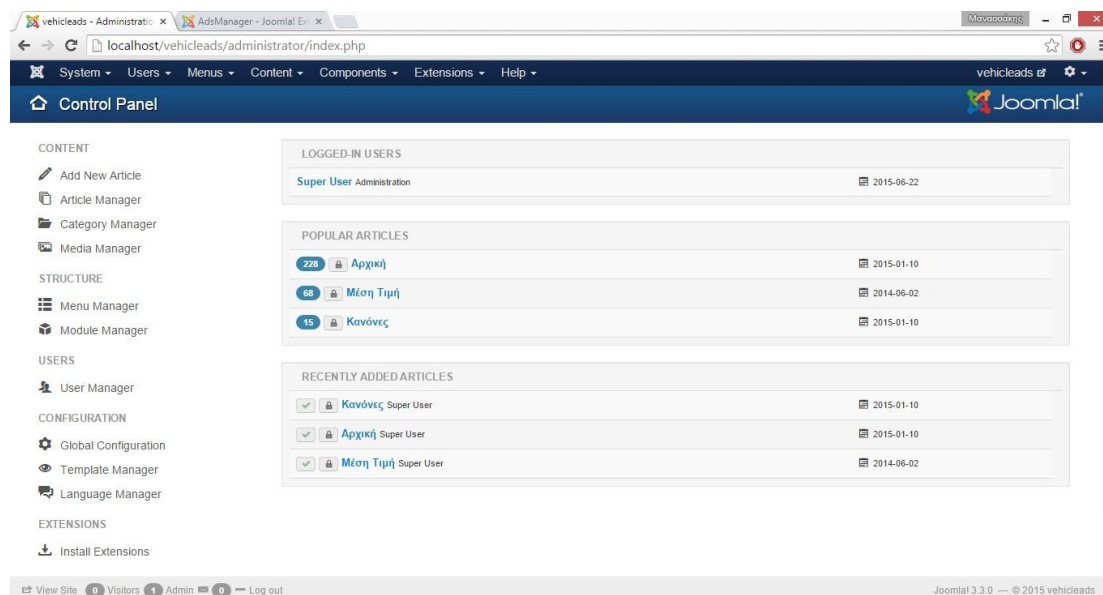 vehicleads - Administratio
AdsManager - Joomla! Ext
Μανασσάκης
localhost/vehicleads/administrator/index.php
System Users Menus Content Components Extensions Help vehicleads
Control Panel Joomla!
CONTENT
Add New Article
Article Manager
Category Manager
Media Manager
STRUCTURE
Menu Manager
Module Manager
USERS
User Manager
CONFIGURATION
Global Configuration
Template Manager
Language Manager
EXTENSIONS
Install Extensions
LOGGED-IN USERS
Super User Administration 2015-06-22
POPULAR ARTICLES
228 Αρχική 2015-01-10
68 Μέση Τιμή 2014-06-02
15 Κανόνες 2015-01-10
RECENTLY ADDED ARTICLES
Κανόνες Super User 2015-01-10
Αρχική Super User 2015-01-10
Μέση Τιμή Super User 2014-06-02
View Site 0 Visitors 1 Admin 0 Log out Joomla! 3.3.0 — © 2015 vehicleads